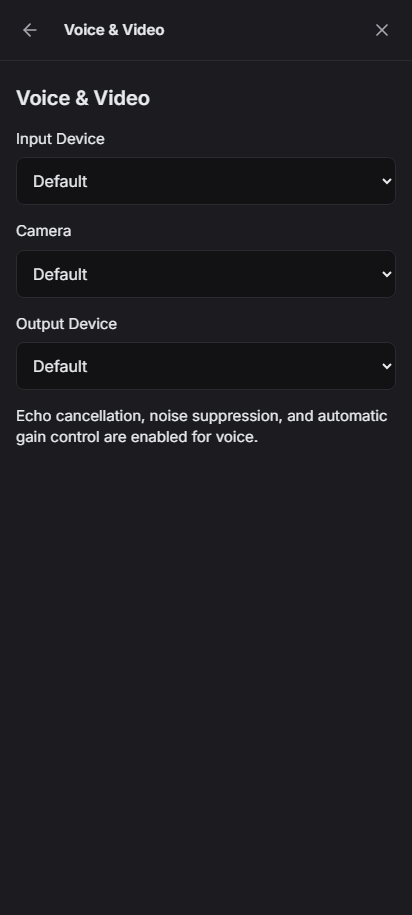 Voice & Video
Voice & Video
Input Device
Default
Camera
Default
Output Device
Default
Echo cancellation, noise suppression, and automatic
gain control are enabled for voice.